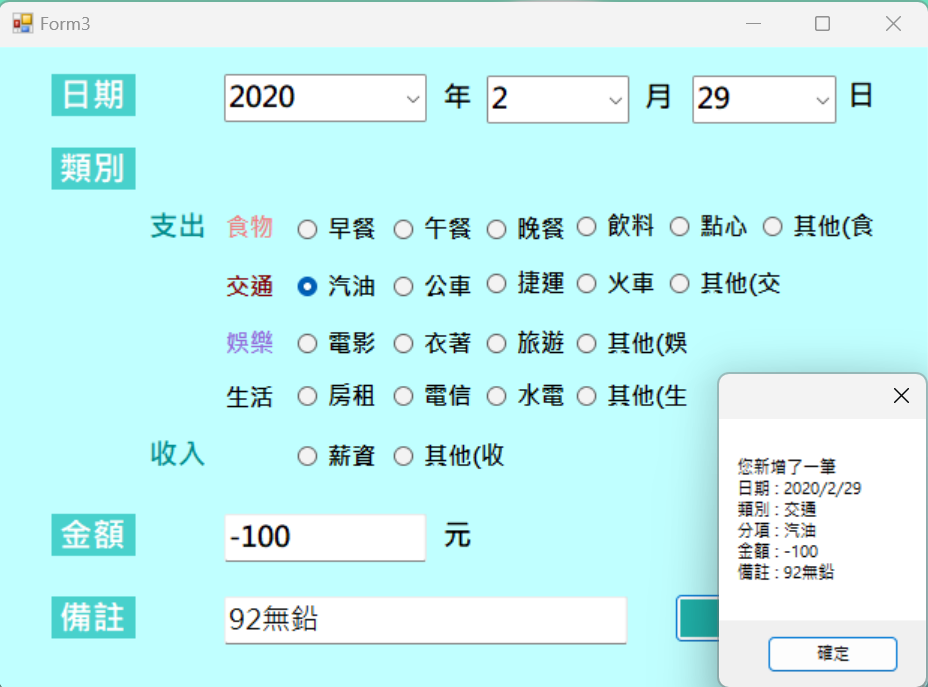 Form3
日期 2020 年 2 月 29 日
類別
支出 食物 早餐 午餐 晚餐 飲料 點心 其他(食
交通 汽油 公車 捷運 火車 其他(交
娛樂 電影 衣著 旅遊 其他(娛
生活 房租 電信 水電 其他(生
收入 薪資 其他(收
金額 -100 元
備註 92無鉛
您新增了一筆
日期 : 2020/2/29
類別 : 交通
分項 : 汽油
金額 : -100
備註 : 92無鉛
確定